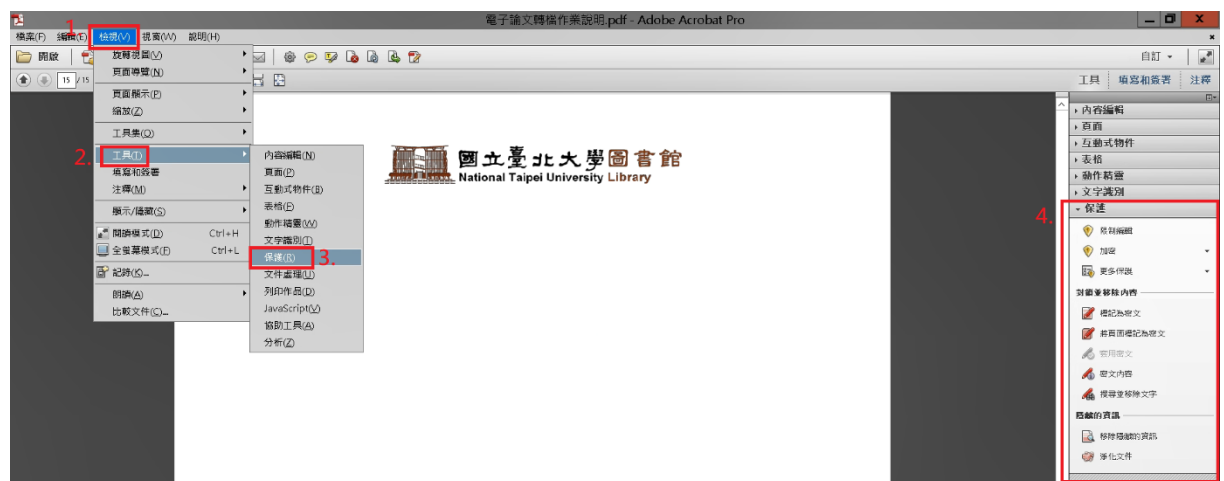 電子論文轉檔作業說明.pdf - Adobe Acrobat Pro
1.
檔案(F) 編輯(E) 檢視(V) 視窗(W) 說明(H)
開啟
自訂
15 / 15
工具 填寫和簽署 注釋
旋轉視圖(V)
頁面導覽(N)
頁面顯示(P)
縮放(Z)
工具集(O)
2.
工具(T)
填寫和簽署
注釋(M)
顯示/隱藏(S)
閱讀模式(D) Ctrl+H
全螢幕模式(F) Ctrl+L
記錄(K)...
朗讀(A)
比較文件(C)...
內容編輯(N)
頁面(P)
互動式物件(B)
表格(F)
動作精靈(W)
文字識別(T)
保護(R)
3.
文件處理(U)
列印作品(D)
JavaScript(V)
協助工具(A)
分析(Z)
國立臺北大學圖書館
National Taipei University Library
內容編輯
頁面
互動式物件
表格
動作精靈
文字識別
4.
保護
限制編輯
加密
更多保護
封鎖並移除內容
標記為密文
將頁面標記為密文
套用密文
密文內容
搜尋並移除文字
隱藏的資訊
移除隱藏的資訊
淨化文件